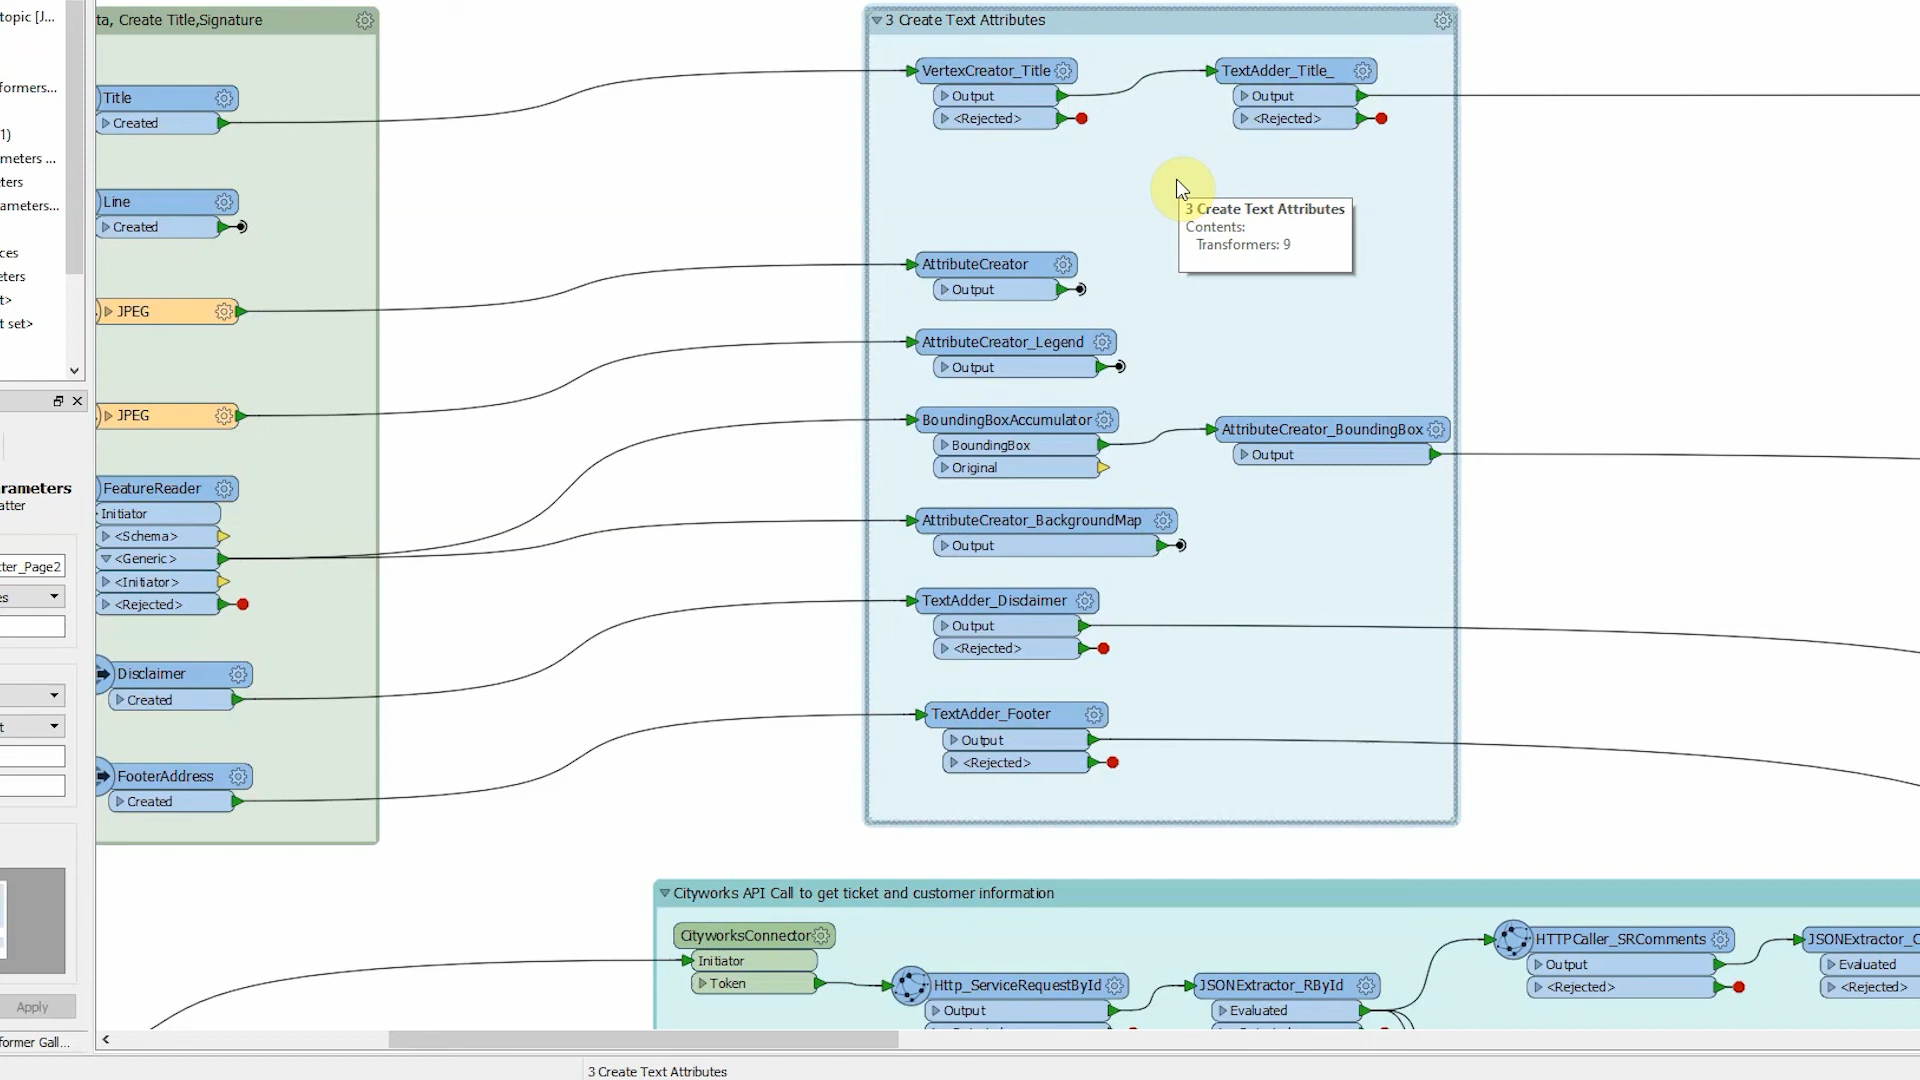 topic [J...
formers...
1)
meters ...
ters
ameters...
ces
eters
t>
t set>
arameters
atter
tter_Page2
es
t
Apply
former Gall...
ta, Create Title,Signature
Title
Created
Line
Created
JPEG
JPEG
FeatureReader
Initiator
<Schema>
<Generic>
<Initiator>
<Rejected>
Disclaimer
Created
FooterAddress
Created
3 Create Text Attributes
VertexCreator_Title
Output
<Rejected>
TextAdder_Title_
Output
<Rejected>
3 Create Text Attributes
Contents:
Transformers: 9
AttributeCreator
Output
AttributeCreator_Legend
Output
BoundingBoxAccumulator
BoundingBox
Original
AttributeCreator_BoundingBox
Output
AttributeCreator_BackgroundMap
Output
TextAdder_Disclaimer
Output
<Rejected>
TextAdder_Footer
Output
<Rejected>
Cityworks API Call to get ticket and customer information
CityworksConnector
Initiator
Token
Http_ServiceRequestById
Output
JSONExtractor_RById
Evaluated
HTTPCaller_SRComments
Output
<Rejected>
JSONExtractor_C
Evaluated
<Rejected>
3 Create Text Attributes